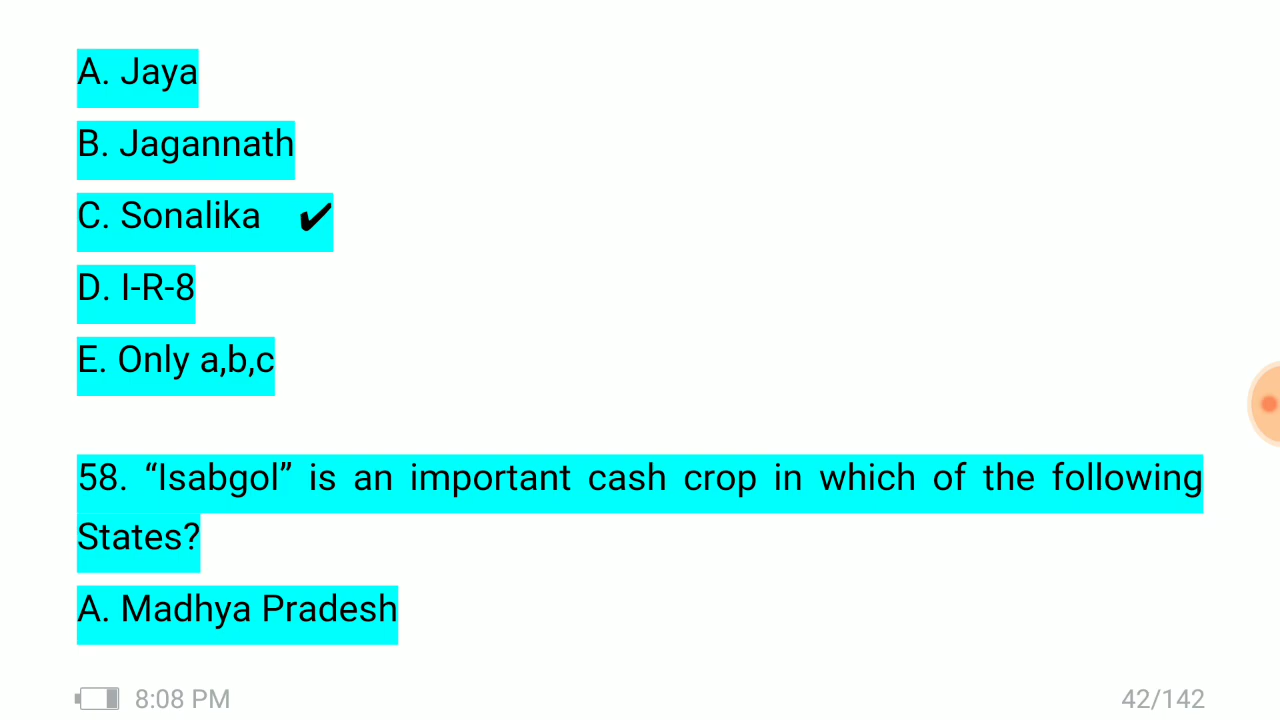 A. Jaya
B. Jagannath
C. Sonalika ✔
D. I-R-8
E. Only a,b,c
58. “Isabgol” is an important cash crop in which of the following
States?
A. Madhya Pradesh
8:08 PM
42/142